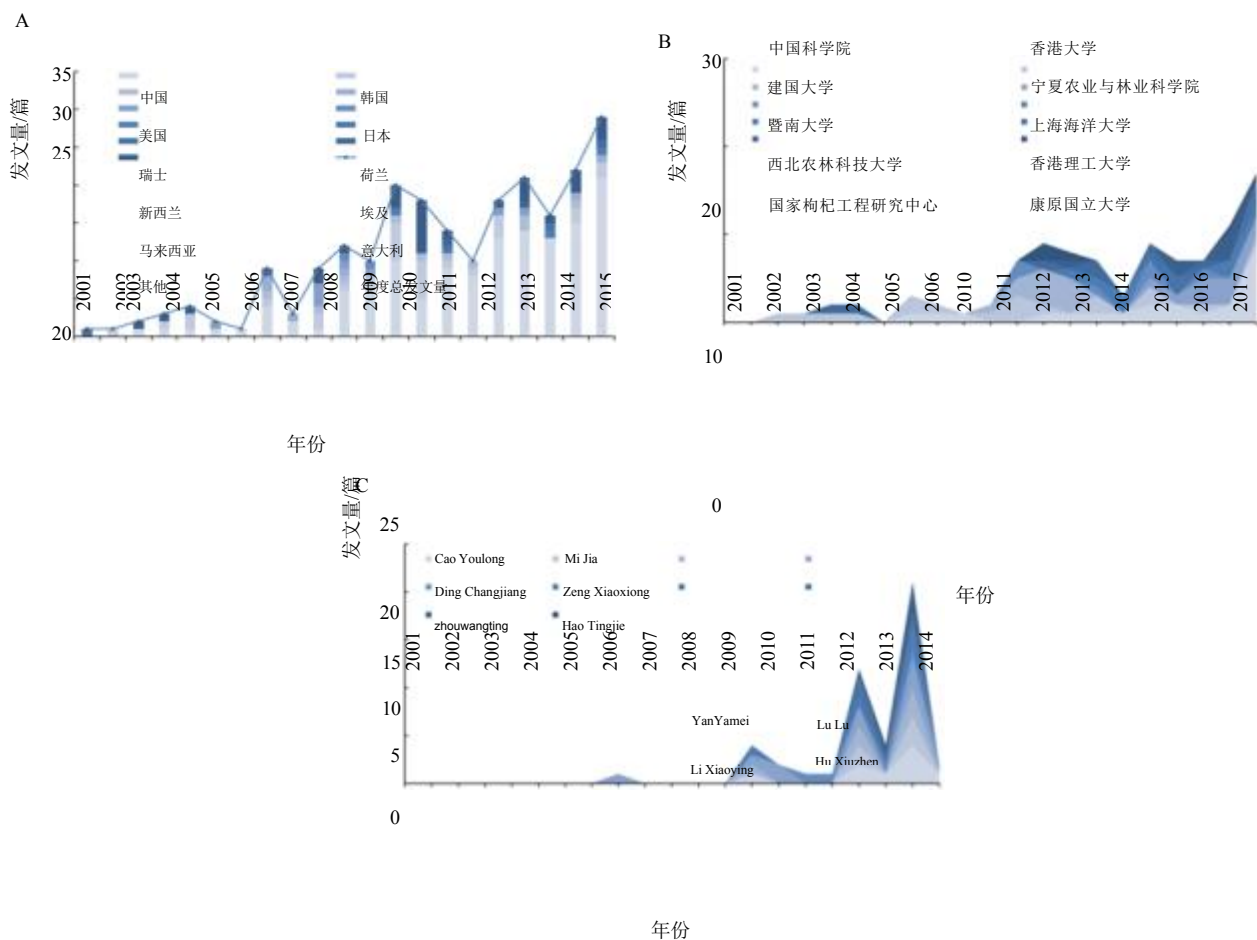 A
35
30
25
20
发文量/篇
中国
韩国
美国
日本
瑞士
荷兰
新西兰
埃及
马来西亚
意大利
其他
年度总发文量
2001
2002
2003
2004
2005
2006
2007
2008
2009
2010
2011
2012
2013
2014
2015
年份
B
30
20
10
0
发文量/篇
中国科学院
香港大学
建国大学
宁夏农业与林业科学院
暨南大学
上海海洋大学
西北农林科技大学
香港理工大学
国家枸杞工程研究中心
康原国立大学
2001
2002
2003
2004
2005
2006
2010
2011
2012
2013
2014
2015
2016
2017
年份
C
25
20
15
10
5
0
发文量/篇
Cao Youlong
Mi Jia
Ding Changjiang
Zeng Xiaoxiong
zhouwangting
Hao Tingjie
YanYamei
Lu Lu
Li Xiaoying
Hu Xiuzhen
2001
2002
2003
2004
2005
2006
2007
2008
2009
2010
2011
2012
2013
2014
年份